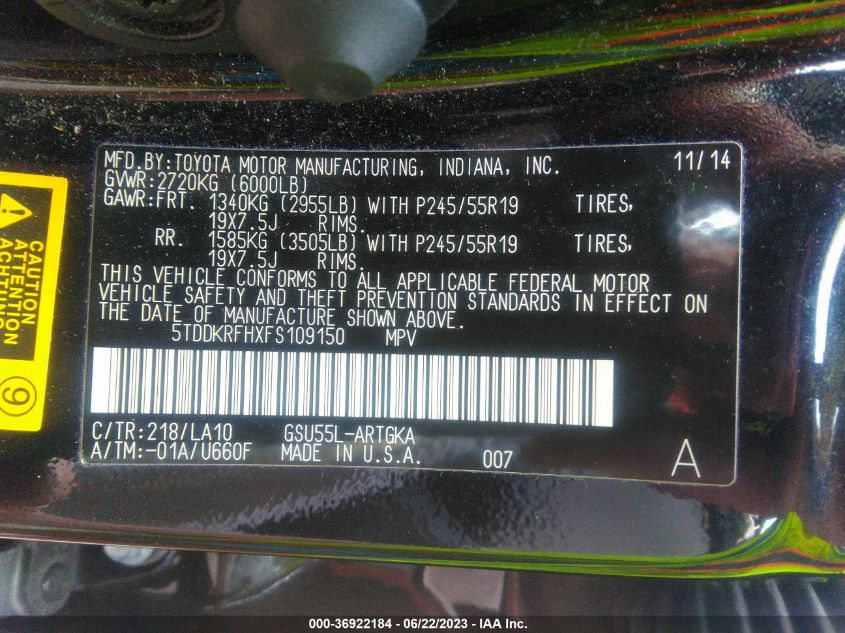 MFD.BY:TOYOTA MOTOR MANUFACTURING, INDIANA, INC. 11/14
GVWR:2720KG (6000LB)
GAWR:FRT. 1340KG (2955LB) WITH P245/55R19 TIRES,
19X7.5J RIMS.
RR. 1585KG (3505LB) WITH P245/55R19 TIRES,
19X7.5J RIMS.
THIS VEHICLE CONFORMS TO ALL APPLICABLE FEDERAL MOTOR
VEHICLE SAFETY AND THEFT PREVENTION STANDARDS IN EFFECT ON
THE DATE OF MANUFACTURE SHOWN ABOVE.
5TDDKRFHXFS109150 MPV
C/TR:218/LA10 GSU55L-ARTGKA
A/TM:-01A/U660F MADE IN U.S.A. 007 A
CAUTION
ATTENTION
ACHTUNG
9
000-36922184 - 06/22/2023 - IAA Inc.